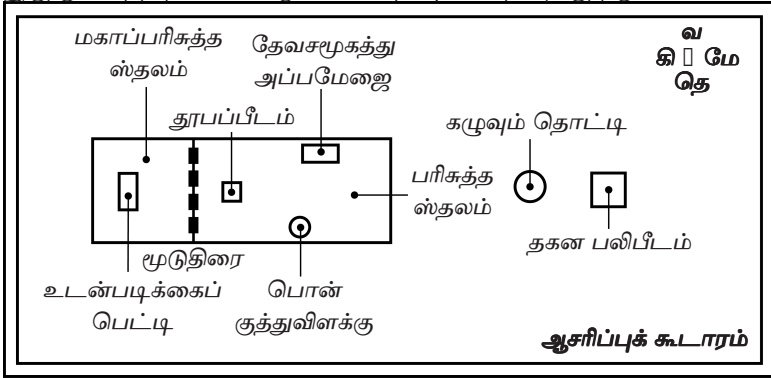 மகாப்பரிசுத்த
ஸ்தலம்
தேவசமூகத்து
அப்பமேஜை
வ
கி மே
தெ
தூபப்பீடம்
கழுவும் தொட்டி
பரிசுத்த
ஸ்தலம்
தகன பலிபீடம்
மூடுதிரை
உடன்படிக்கைப்
பெட்டி
பொன்
குத்துவிளக்கு
ஆசரிப்புக் கூடாரம்